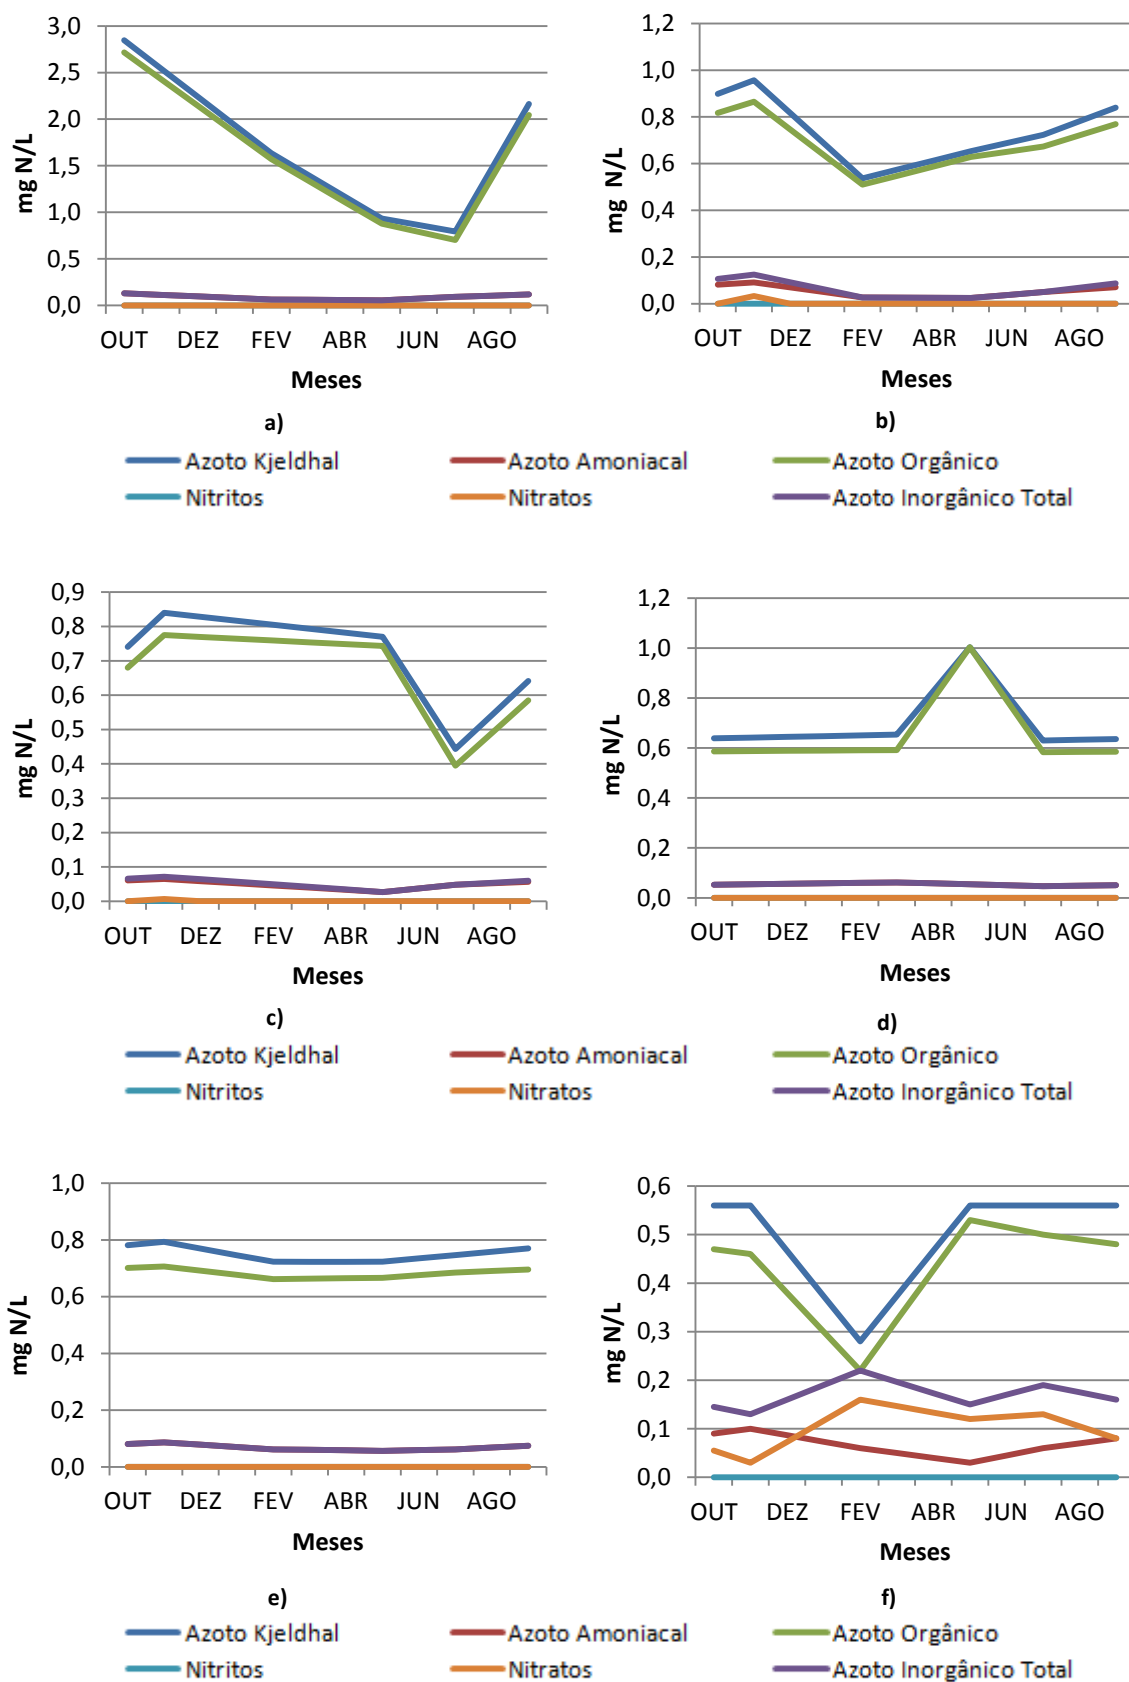 3,0
2,5
2,0
1,5
1,0
0,5
0,0
mg N/L
OUT DEZ FEV ABR JUN AGO
Meses
a)
1,2
1,0
0,8
0,6
0,4
0,2
0,0
mg N/L
OUT DEZ FEV ABR JUN AGO
Meses
b)
Azoto Kjeldhal Azoto Amoniacal Azoto Orgânico
Nitritos Nitratos Azoto Inorgânico Total
0,9
0,8
0,7
0,6
0,5
0,4
0,3
0,2
0,1
0,0
mg N/L
OUT DEZ FEV ABR JUN AGO
Meses
c)
1,2
1,0
0,8
0,6
0,4
0,2
0,0
mg N/L
OUT DEZ FEV ABR JUN AGO
Meses
d)
Azoto Kjeldhal Azoto Amoniacal Azoto Orgânico
Nitritos Nitratos Azoto Inorgânico Total
1,0
0,8
0,6
0,4
0,2
0,0
mg N/L
OUT DEZ FEV ABR JUN AGO
Meses
e)
0,6
0,5
0,4
0,3
0,2
0,1
0,0
mg N/L
OUT DEZ FEV ABR JUN AGO
Meses
f)
Azoto Kjeldhal Azoto Amoniacal Azoto Orgânico
Nitritos Nitratos Azoto Inorgânico Total